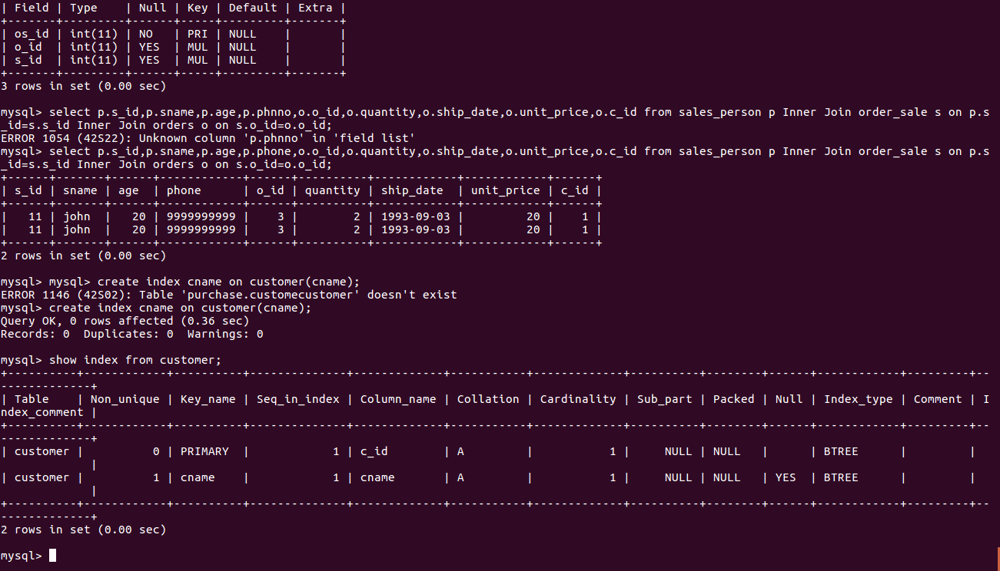 | Field | Type    | Null | Key | Default | Extra |
+-------+---------+------+-----+---------+-------+
| os_id | int(11) | NO   | PRI | NULL    |       |
| o_id  | int(11) | YES  | MUL | NULL    |       |
| s_id  | int(11) | YES  | MUL | NULL    |       |
+-------+---------+------+-----+---------+-------+
3 rows in set (0.00 sec)

mysql> select p.s_id,p.sname,p.age,p.phnno,o.o_id,o.quantity,o.ship_date,o.unit_price,o.c_id from sales_person p Inner Join order_sale s on p.s
_id=s.s_id Inner Join orders o on s.o_id=o.o_id;
ERROR 1054 (42S22): Unknown column 'p.phnno' in 'field list'
mysql> select p.s_id,p.sname,p.age,p.phone,o.o_id,o.quantity,o.ship_date,o.unit_price,o.c_id from sales_person p Inner Join order_sale s on p.s
_id=s.s_id Inner Join orders o on s.o_id=o.o_id;
+------+-------+------+------------+------+----------+------------+------------+------+
| s_id | sname | age  | phone      | o_id | quantity | ship_date  | unit_price | c_id |
+------+-------+------+------------+------+----------+------------+------------+------+
|   11 | john  |   20 | 9999999999 |    3 |        2 | 1993-09-03 |         20 |    1 |
|   11 | john  |   20 | 9999999999 |    3 |        2 | 1993-09-03 |         20 |    1 |
+------+-------+------+------------+------+----------+------------+------------+------+
2 rows in set (0.00 sec)

mysql> mysql> create index cname on customer(cname);
ERROR 1146 (42S02): Table 'purchase.customecustomer' doesn't exist
mysql> create index cname on customer(cname);
Query OK, 0 rows affected (0.36 sec)
Records: 0  Duplicates: 0  Warnings: 0

mysql> show index from customer;
+----------+------------+----------+--------------+-------------+-----------+-------------+----------+--------+------+------------+---------+--
-------------+
| Table    | Non_unique | Key_name | Seq_in_index | Column_name | Collation | Cardinality | Sub_part | Packed | Null | Index_type | Comment | I
ndex_comment |
+----------+------------+----------+--------------+-------------+-----------+-------------+----------+--------+------+------------+---------+--
-------------+
| customer |          0 | PRIMARY  |            1 | c_id        | A         |           1 |     NULL | NULL   |      | BTREE      |         |
             |
| customer |          1 | cname    |            1 | cname       | A         |           1 |     NULL | NULL   | YES  | BTREE      |         |
             |
+----------+------------+----------+--------------+-------------+-----------+-------------+----------+--------+------+------------+---------+--
-------------+
2 rows in set (0.00 sec)

mysql>